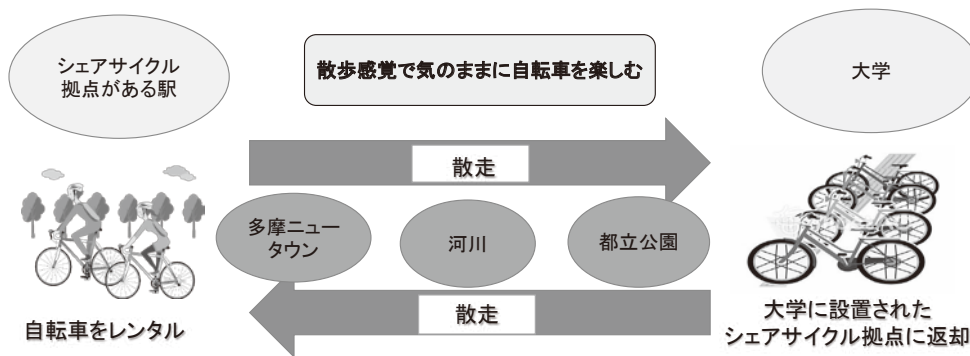 シェアサイクル
拠点がある駅
散歩感覚で気のままに自転車を楽しむ
大学
散走
多摩ニュー
タウン
河川
都立公園
散走
自転車をレンタル
大学に設置された
シェアサイクル拠点に返却